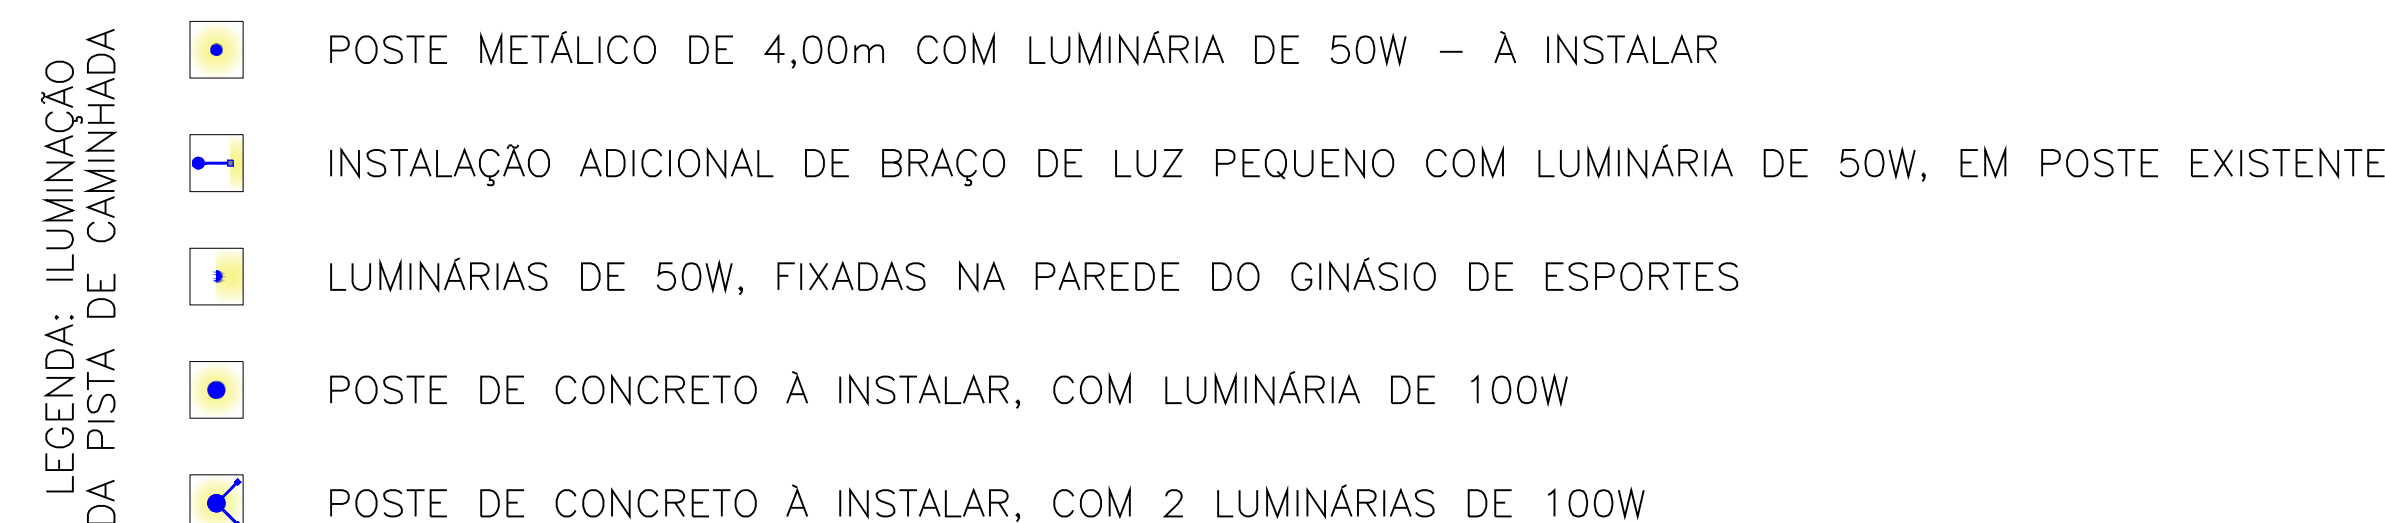 LEGENDA: ILUMINAÇÃO
DA PISTA DE CAMINHADA
POSTE METÁLICO DE 4,00m COM LUMINÁRIA DE 50W – À INSTALAR
INSTALAÇÃO ADICIONAL DE BRAÇO DE LUZ PEQUENO COM LUMINÁRIA DE 50W, EM POSTE EXISTENTE
LUMINÁRIAS DE 50W, FIXADAS NA PAREDE DO GINÁSIO DE ESPORTES
POSTE DE CONCRETO À INSTALAR, COM LUMINÁRIA DE 100W
POSTE DE CONCRETO À INSTALAR, COM 2 LUMINÁRIAS DE 100W